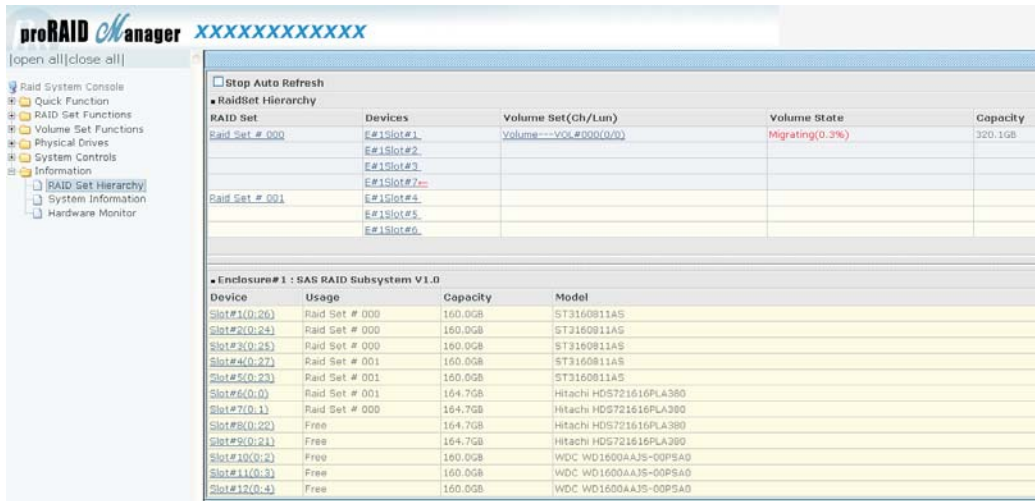 proRAID Manager XXXXXXXXXXXX
|open all|close all|
Raid System Console
Quick Function
RAID Set Functions
Volume Set Functions
Physical Drives
System Controls
Information
RAID Set Hierarchy
System Information
Hardware Monitor
Stop Auto Refresh
▪ RaidSet Hierarchy
RAID Set Devices Volume Set(Ch/Lun) Volume State Capacity
Raid Set # 000 E#1Slot#1 Volume---VOL#000(0/0) Migrating(0.3%) 320.1GB
E#1Slot#2
E#1Slot#3
E#1Slot#7←
Raid Set # 001 E#1Slot#4
E#1Slot#5
E#1Slot#6
▪ Enclosure#1 : SAS RAID Subsystem V1.0
Device Usage Capacity Model
Slot#1(0:26) Raid Set # 000 160.0GB ST3160811AS
Slot#2(0:24) Raid Set # 000 160.0GB ST3160811AS
Slot#3(0:25) Raid Set # 000 160.0GB ST3160811AS
Slot#4(0:27) Raid Set # 001 160.0GB ST3160811AS
Slot#5(0:23) Raid Set # 001 160.0GB ST3160811AS
Slot#6(0:0) Raid Set # 001 164.7GB Hitachi HDS721616PLA380
Slot#7(0:1) Raid Set # 000 164.7GB Hitachi HDS721616PLA380
Slot#8(0:22) Free 164.7GB Hitachi HDS721616PLA380
Slot#9(0:21) Free 164.7GB Hitachi HDS721616PLA380
Slot#10(0:2) Free 160.0GB WDC WD1600AAJS-00PSA0
Slot#11(0:3) Free 160.0GB WDC WD1600AAJS-00PSA0
Slot#12(0:4) Free 160.0GB WDC WD1600AAJS-00PSA0